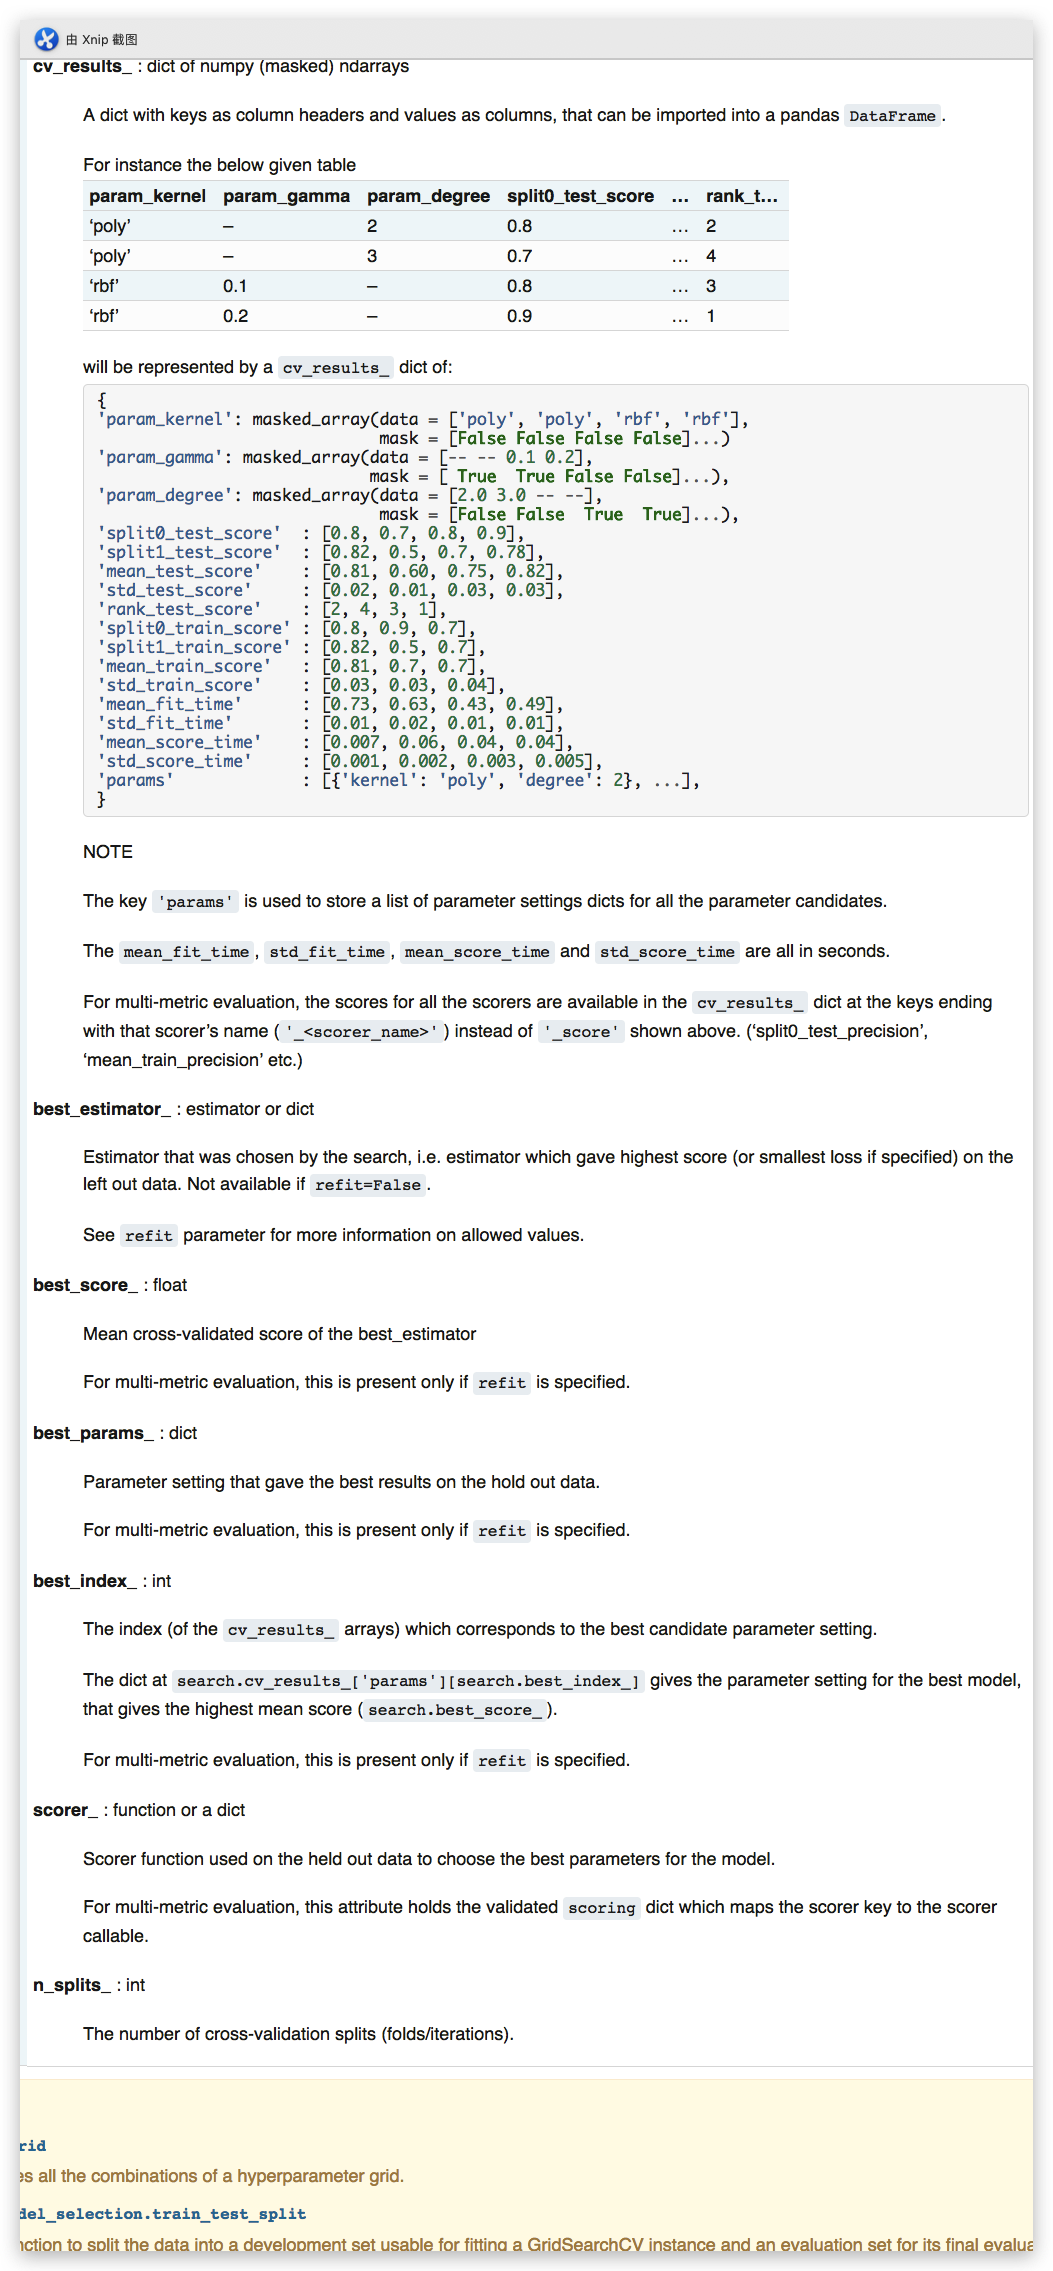 由 Xnip 截图
cv_results_ : dict of numpy (masked) ndarrays
A dict with keys as column headers and values as columns, that can be imported into a pandas DataFrame.
For instance the below given table
param_kernel param_gamma param_degree split0_test_score … rank_t…
‘poly’ – 2 0.8 … 2
‘poly’ – 3 0.7 … 4
‘rbf’ 0.1 – 0.8 … 3
‘rbf’ 0.2 – 0.9 … 1
will be represented by a cv_results_ dict of:
{
'param_kernel': masked_array(data = ['poly', 'poly', 'rbf', 'rbf'],
mask = [False False False False]...)
'param_gamma': masked_array(data = [-- -- 0.1 0.2],
mask = [ True  True False False]...),
'param_degree': masked_array(data = [2.0 3.0 -- --],
mask = [False False  True  True]...),
'split0_test_score'  : [0.8, 0.7, 0.8, 0.9],
'split1_test_score'  : [0.82, 0.5, 0.7, 0.78],
'mean_test_score'    : [0.81, 0.60, 0.75, 0.82],
'std_test_score'     : [0.02, 0.01, 0.03, 0.03],
'rank_test_score'    : [2, 4, 3, 1],
'split0_train_score' : [0.8, 0.9, 0.7],
'split1_train_score' : [0.82, 0.5, 0.7],
'mean_train_score'   : [0.81, 0.7, 0.7],
'std_train_score'    : [0.03, 0.03, 0.04],
'mean_fit_time'      : [0.73, 0.63, 0.43, 0.49],
'std_fit_time'       : [0.01, 0.02, 0.01, 0.01],
'mean_score_time'    : [0.007, 0.06, 0.04, 0.04],
'std_score_time'     : [0.001, 0.002, 0.003, 0.005],
'params'             : [{'kernel': 'poly', 'degree': 2}, ...],
}
NOTE
The key 'params' is used to store a list of parameter settings dicts for all the parameter candidates.
The mean_fit_time, std_fit_time, mean_score_time and std_score_time are all in seconds.
For multi-metric evaluation, the scores for all the scorers are available in the cv_results_ dict at the keys ending
with that scorer’s name ('_<scorer_name>') instead of '_score' shown above. (‘split0_test_precision’,
‘mean_train_precision’ etc.)
best_estimator_ : estimator or dict
Estimator that was chosen by the search, i.e. estimator which gave highest score (or smallest loss if specified) on the
left out data. Not available if refit=False.
See refit parameter for more information on allowed values.
best_score_ : float
Mean cross-validated score of the best_estimator
For multi-metric evaluation, this is present only if refit is specified.
best_params_ : dict
Parameter setting that gave the best results on the hold out data.
For multi-metric evaluation, this is present only if refit is specified.
best_index_ : int
The index (of the cv_results_ arrays) which corresponds to the best candidate parameter setting.
The dict at search.cv_results_['params'][search.best_index_] gives the parameter setting for the best model,
that gives the highest mean score (search.best_score_).
For multi-metric evaluation, this is present only if refit is specified.
scorer_ : function or a dict
Scorer function used on the held out data to choose the best parameters for the model.
For multi-metric evaluation, this attribute holds the validated scoring dict which maps the scorer key to the scorer
callable.
n_splits_ : int
The number of cross-validation splits (folds/iterations).
rid
es all the combinations of a hyperparameter grid.
del_selection.train_test_split
nction to split the data into a development set usable for fitting a GridSearchCV instance and an evaluation set for its final evalua